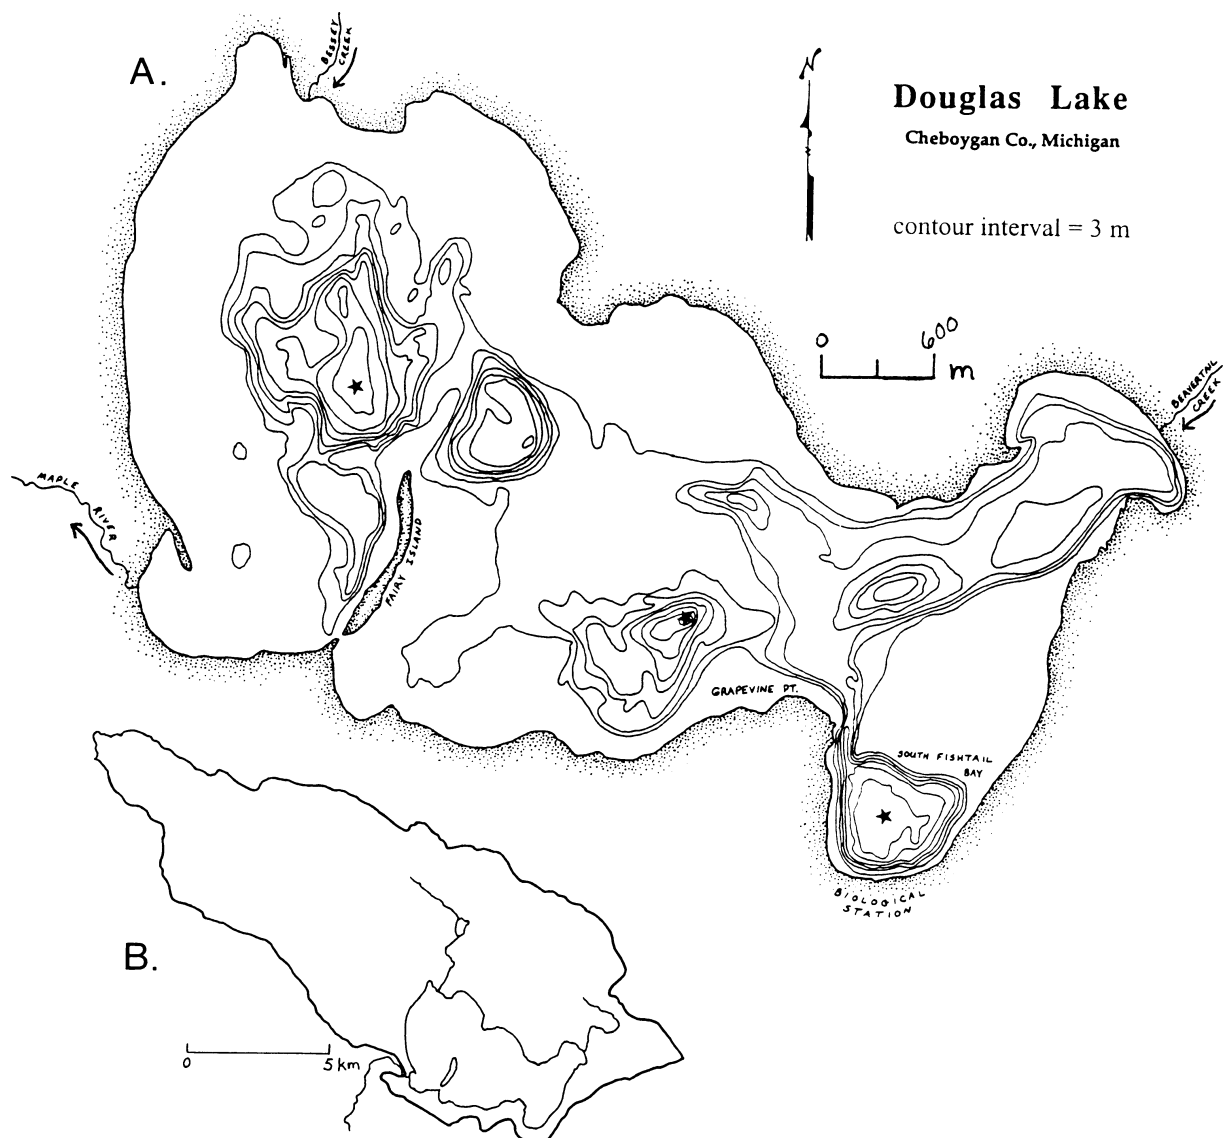 A.
BESSEY
CREEK
N
Douglas Lake
Cheboygan Co., Michigan
contour interval = 3 m
0 600 m
BEAVERTAIL
CREEK
MAPLE
RIVER
FAIRY ISLAND
GRAPEVINE PT.
SOUTH FISHTAIL
BAY
BIOLOGICAL
STATION
B.
0 5 km